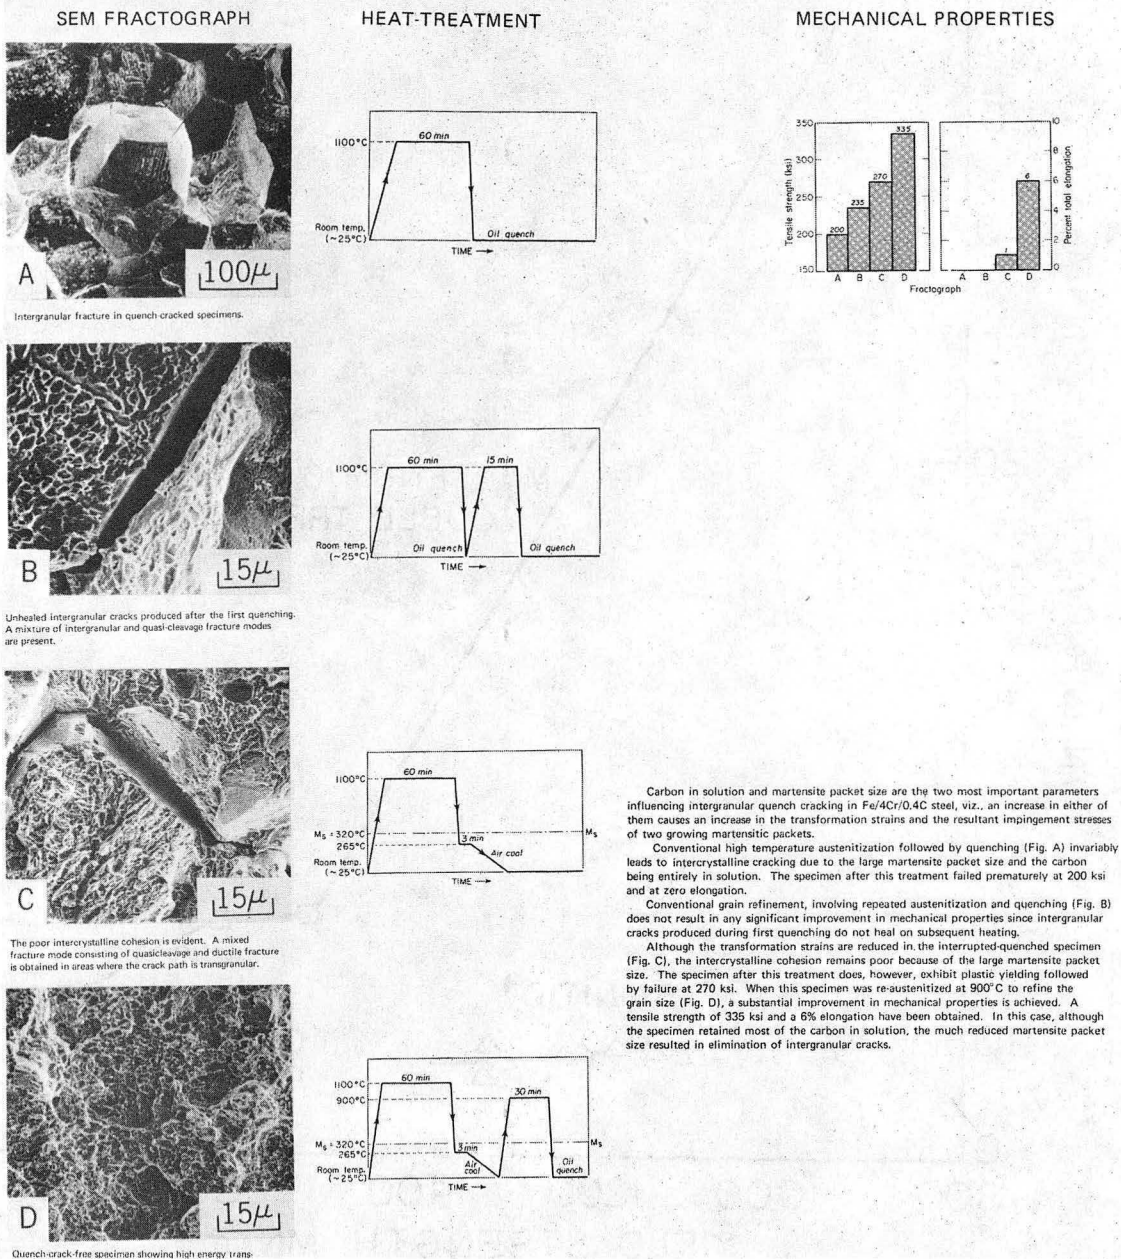 SEM FRACTOGRAPH
HEAT-TREATMENT
MECHANICAL PROPERTIES
A
100μ
Intergranular fracture in quench-cracked specimens.
1100°C
60 min
Room temp.
(~25°C)
Oil quench
TIME
350
300
250
200
150
Tensile strength (ksi)
200
235
270
335
A B C D
1
6
A B C D
10
8
6
4
2
0
Percent total elongation
Fractograph
B
15μ
Unhealed intergranular cracks produced after the first quenching.
A mixture of intergranular and quasi-cleavage fracture modes
are present.
1100°C
60 min
15 min
Room temp.
(~25°C)
Oil quench
Oil quench
TIME
C
15μ
The poor intercrystalline cohesion is evident. A mixed
fracture mode consisting of quasicleavage and ductile fracture
is obtained in areas where the crack path is transgranular.
1100°C
60 min
Ms = 320°C
Ms
265°C
3 min
Air cool
Room temp.
(~25°C)
TIME
Carbon in solution and martensite packet size are the two most important parameters
influencing intergranular quench cracking in Fe/4Cr/0.4C steel, viz., an increase in either of
them causes an increase in the transformation strains and the resultant impingement stresses
of two growing martensitic packets.
Conventional high temperature austenitization followed by quenching (Fig. A) invariably
leads to intercrystalline cracking due to the large martensite packet size and the carbon
being entirely in solution. The specimen after this treatment failed prematurely at 200 ksi
and at zero elongation.
Conventional grain refinement, involving repeated austenitization and quenching (Fig. B)
does not result in any significant improvement in mechanical properties since intergranular
cracks produced during first quenching do not heal on subsequent heating.
Although the transformation strains are reduced in the interrupted-quenched specimen
(Fig. C), the intercrystalline cohesion remains poor because of the large martensite packet
size. The specimen after this treatment does, however, exhibit plastic yielding followed
by failure at 270 ksi. When this specimen was re-austenitized at 900°C to refine the
grain size (Fig. D), a substantial improvement in mechanical properties is achieved. A
tensile strength of 335 ksi and a 6% elongation have been obtained. In this case, although
the specimen retained most of the carbon in solution, the much reduced martensite packet
size resulted in elimination of intergranular cracks.
D
15μ
Quench-crack-free specimen showing high energy trans-
1100°C
60 min
900°C
30 min
Ms = 320°C
Ms
265°C
3 min
Air
cool
Oil
quench
Room temp.
(~25°C)
TIME